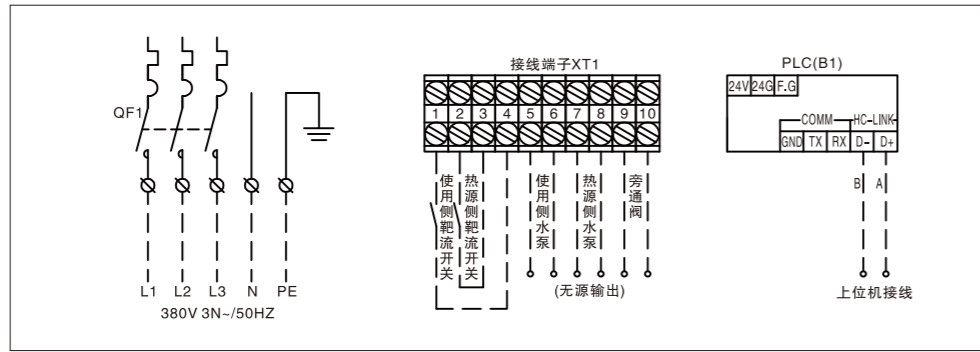 QF1
L1 L2 L3 N PE
380V 3N~/50HZ
接线端子XT1
1 2 3 4 5 6 7 8 9 10
使用侧靶流开关
热源侧靶流开关
使用侧水泵
热源侧水泵
旁通阀
(无源输出)
PLC(B1)
24V 24G F.G
COMM HC-LINK
GND TX RX D- D+
B A
上位机接线